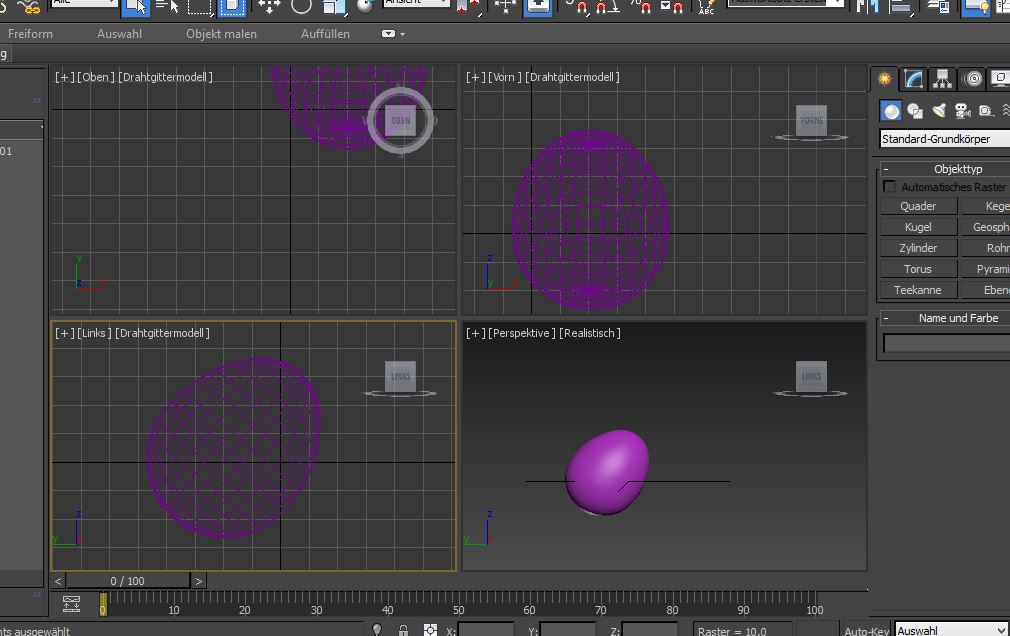 Alle
Ansicht
ABC
Freiform Auswahl Objekt malen Auffüllen
g
[+] [Oben ] [Drahtgittermodell ]
OBEN
y
z
x
[+] [Vorn ] [Drahtgittermodell ]
VORNE
z
y
x
01
[+] [Links ] [Drahtgittermodell ]
LINKS
z
y
x
[+] [Perspektive ] [Realistisch ]
LINKS
z
y
x
Standard-Grundkörper
- Objekttyp
Automatisches Raster
Quader Kege
Kugel Geosph
Zylinder Rohr
Torus Pyrami
Teekanne Ebene
- Name und Farbe
< 0 / 100 >
0 10 20 30 40 50 60 70 80 90 100
nts ausgewählt X: Y: Z: Raster = 10,0 Auto-Key Auswahl